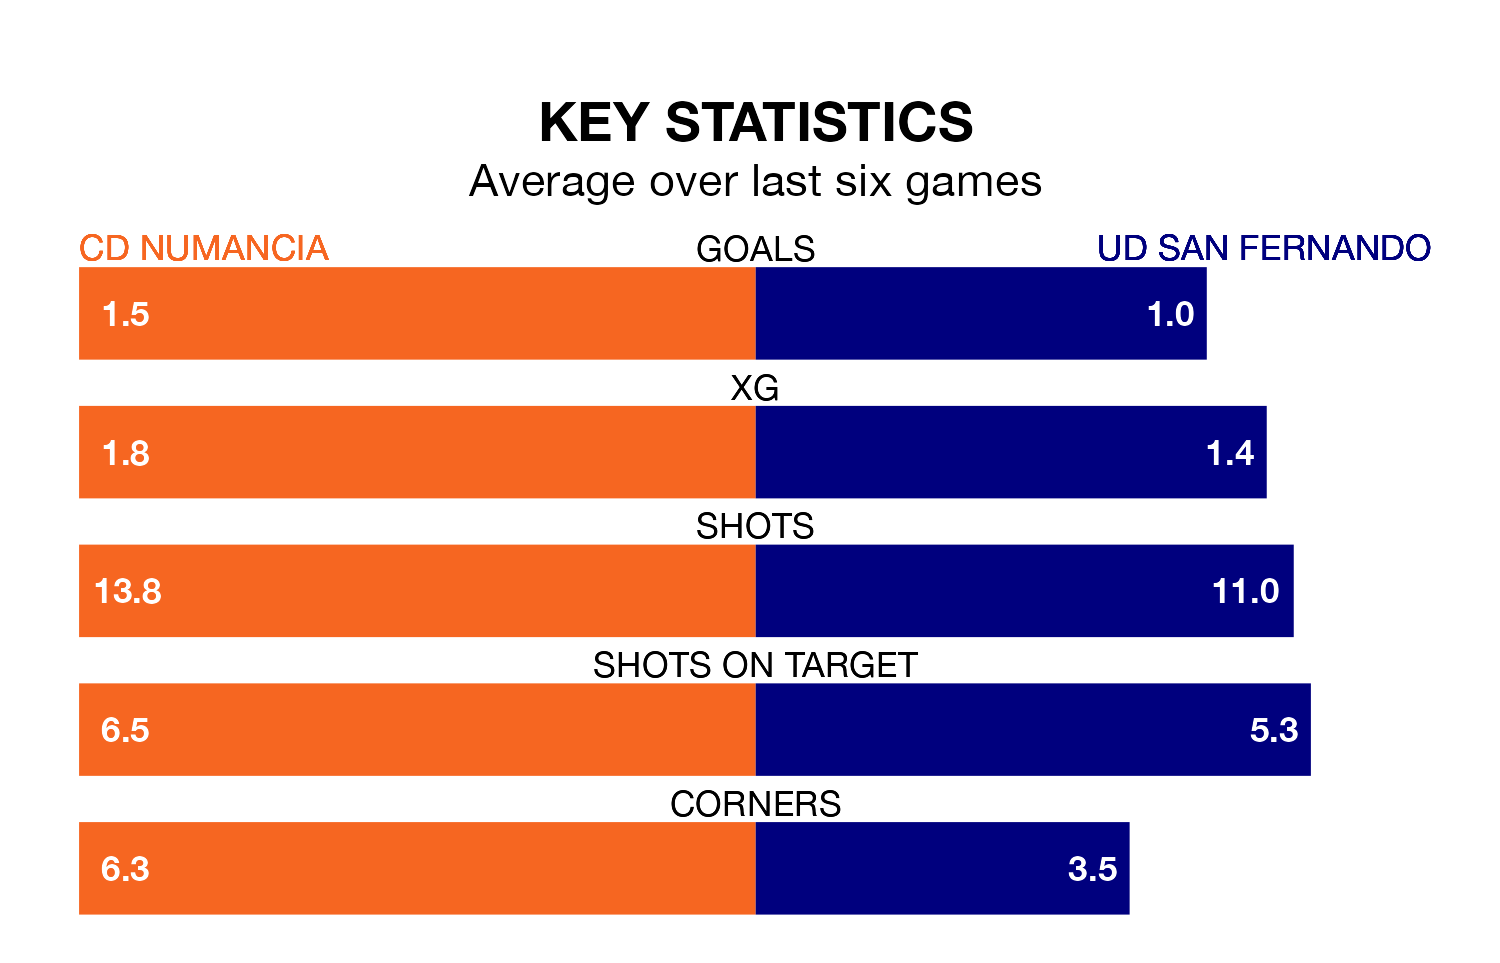 KEY STATISTICS
Average over last six games
CD NUMANCIA GOALS UD SAN FERNANDO
1.5 1.0
XG
1.8 1.4
SHOTS
13.8 11.0
SHOTS ON TARGET
6.5 5.3
CORNERS
6.3 3.5